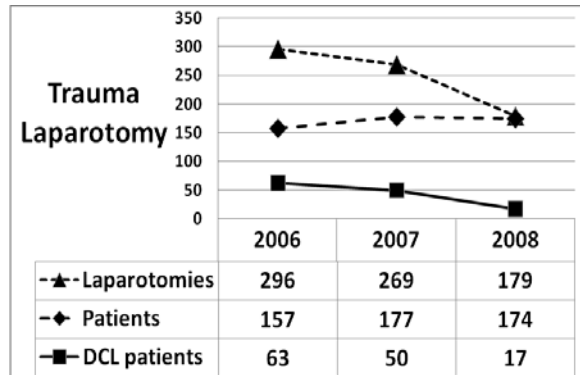 350
300
250
200
150
100
50
0
Trauma
Laparotomy
2006 2007 2008
Laparotomies 296 269 179
Patients 157 177 174
DCL patients 63 50 17